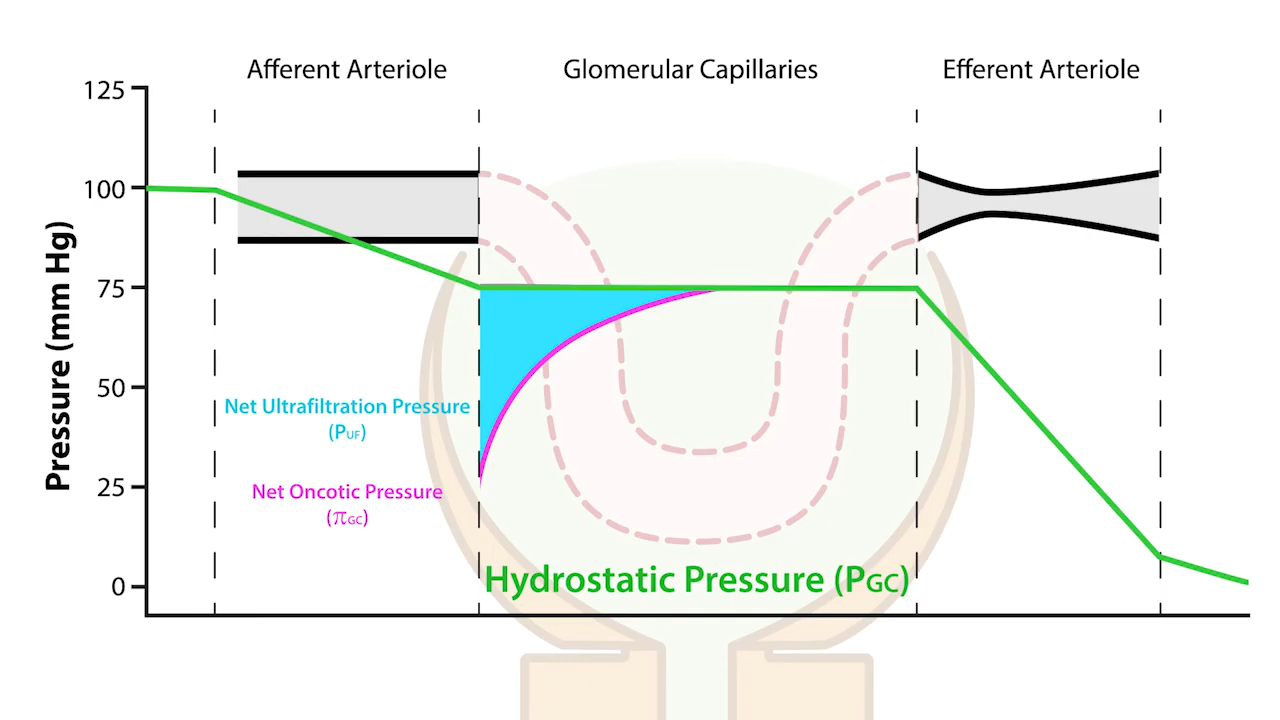 Afferent Arteriole
Glomerular Capillaries
Efferent Arteriole
125
100
75
50
25
0
Pressure (mm Hg)
Net Ultrafiltration Pressure
(PUF)
Net Oncotic Pressure
(πGC)
Hydrostatic Pressure (PGC)